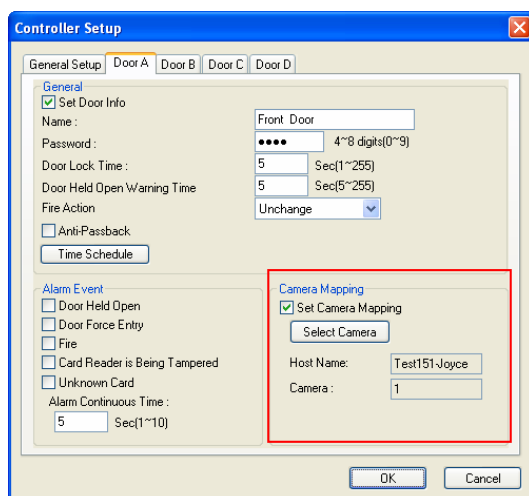 Controller Setup
General Setup Door A Door B Door C Door D
General
Set Door Info
Name : Front Door
Password : •••• 4~8 digits(0~9)
Door Lock Time : 5 Sec(1~255)
Door Held Open Warning Time 5 Sec(5~255)
Fire Action Unchange
Anti-Passback
Time Schedule
Alarm Event
Door Held Open
Door Force Entry
Fire
Card Reader is Being Tampered
Unknown Card
Alarm Continuous Time :
5 Sec(1~10)
Camera Mapping
Set Camera Mapping
Select Camera
Host Name: Test151-Joyce
Camera : 1
OK Cancel